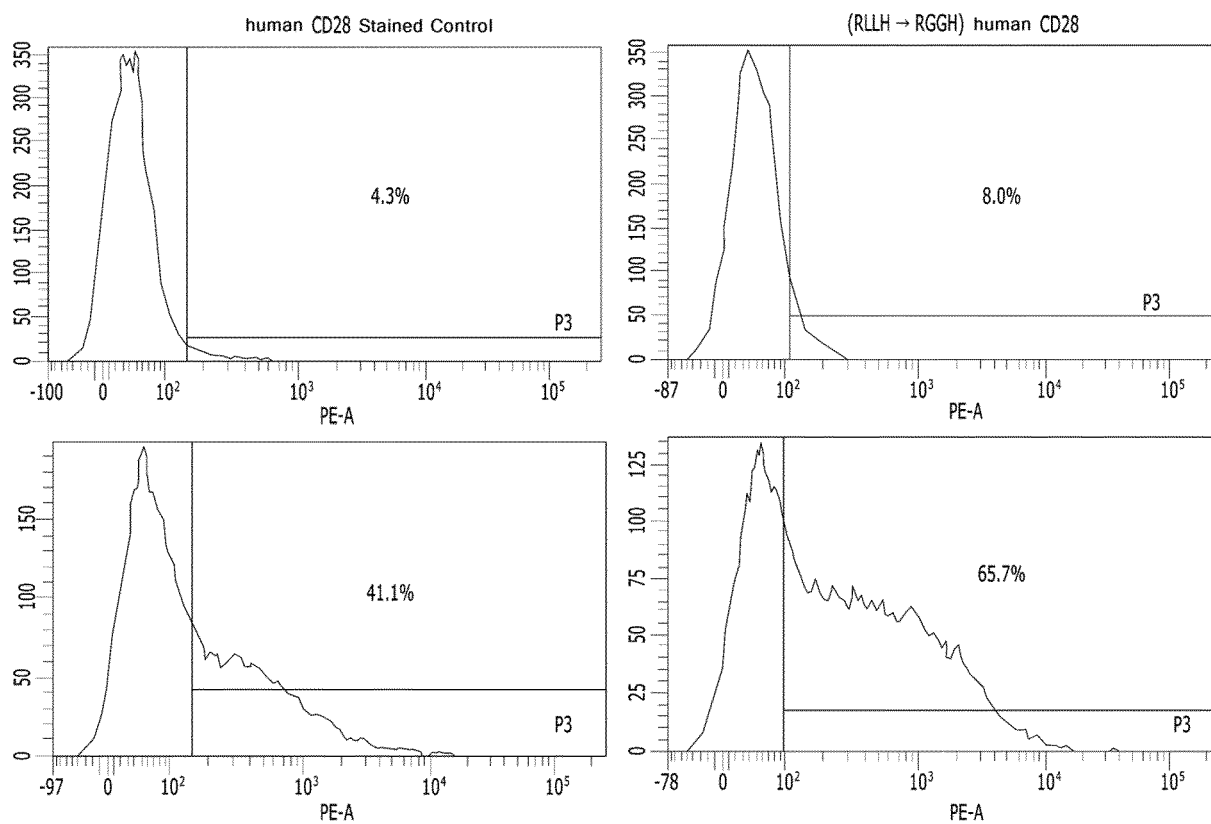 human CD28 Stained Control
350
300
250
200
150
100
50
0
4.3%
P3
-100 0 10² 10³ 10⁴ 10⁵
PE-A
(RLLH → RGGH) human CD28
350
300
250
200
150
100
50
0
8.0%
P3
-87 0 10² 10³ 10⁴ 10⁵
PE-A
150
100
50
0
41.1%
P3
-97 0 10² 10³ 10⁴ 10⁵
PE-A
125
100
75
50
25
0
65.7%
P3
-78 0 10² 10³ 10⁴ 10⁵
PE-A